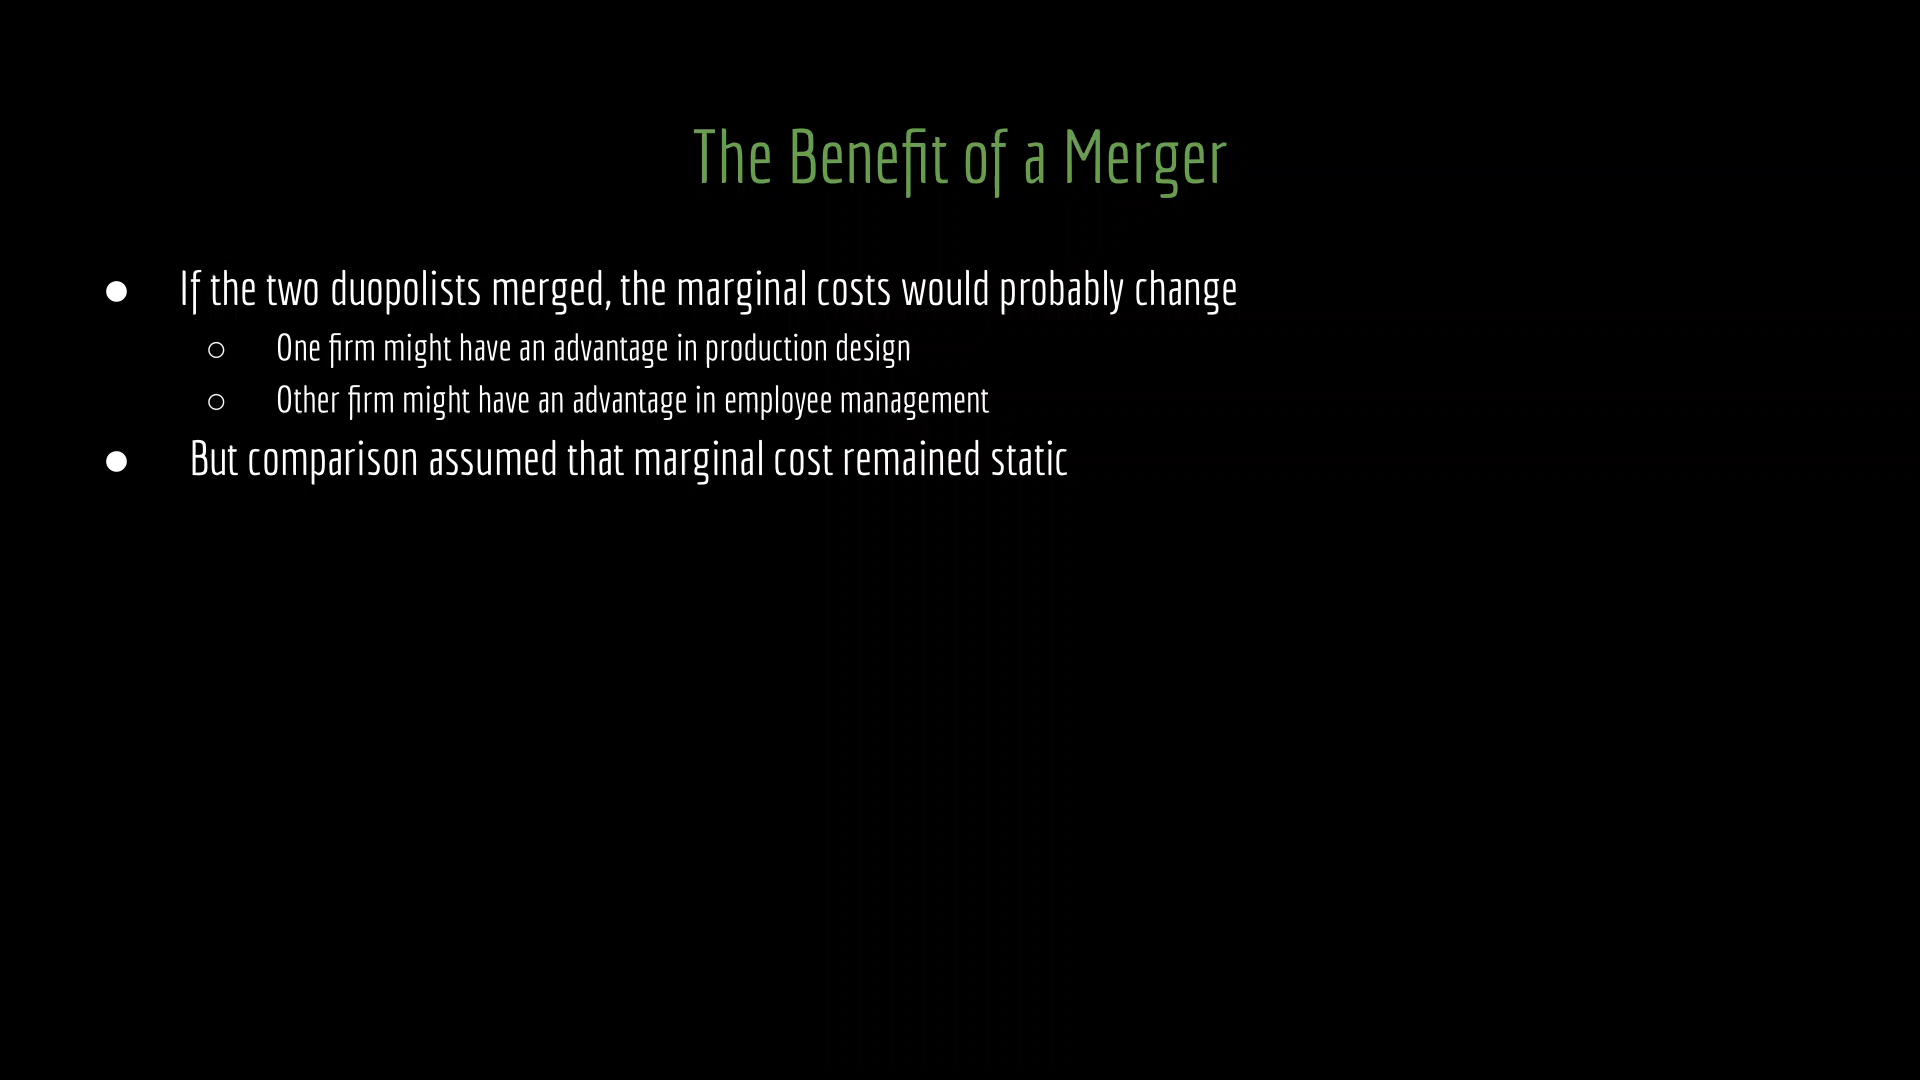 The Benefit of a Merger
● If the two duopolists merged, the marginal costs would probably change
○ One firm might have an advantage in production design
○ Other firm might have an advantage in employee management
● But comparison assumed that marginal cost remained static